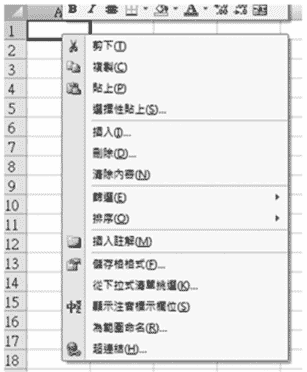 B I
A
1
2
3
4
5
6
7
8
9
10
11
12
13
14
15
16
17
18
剪下(T)
複製(C)
貼上(P)
選擇性貼上(S)...
插入(I)...
刪除(D)...
清除內容(N)
篩選(E)
排序(O)
插入註解(M)
儲存格格式(F)...
從下拉式清單挑選(K)...
顯示注音標示欄位(S)
為範圍命名(R)...
超連結(H)...